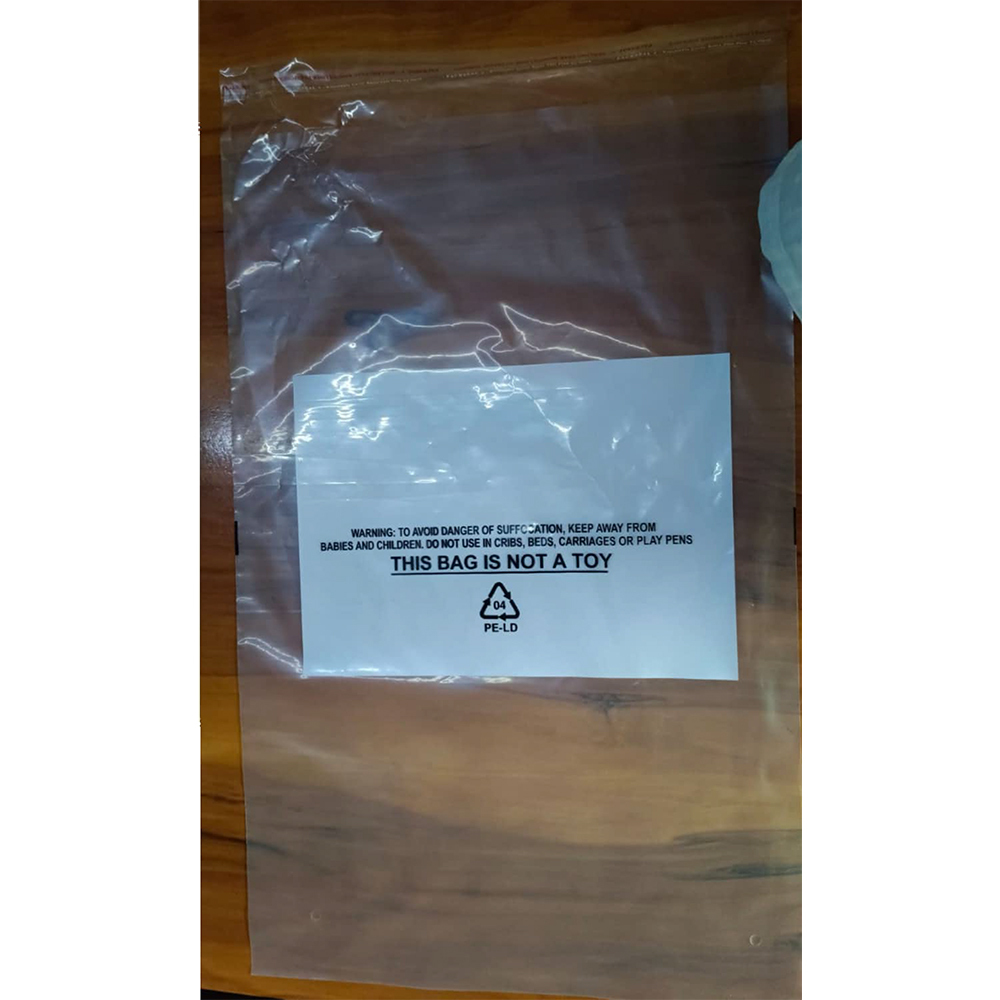 WARNING: TO AVOID DANGER OF SUFFOCATION, KEEP AWAY FROM
BABIES AND CHILDREN. DO NOT USE IN CRIBS, BEDS, CARRIAGES OR PLAY PENS
THIS BAG IS NOT A TOY
04
PE-LD